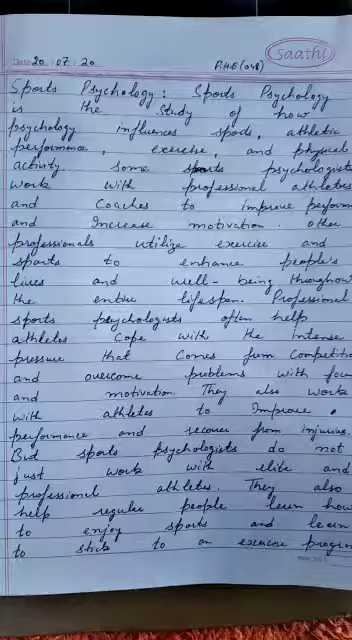 Saathi
Date 20 / 07 / 20 P.H.E (048)
Sports Psychology : Sports Psychology
is the study of how
psychology influences sports, athletic
performance, exercise, and physical
activity. Some sports psychologists
work with professional athletes
and Coaches to improve perform
and Increase motivation. Other
professionals utilize exercise and
sports to enhance people's
lives and well-being throughout
the entire lifespan. Professional
sports psychologists often help
athletes cope with the intense
pressure that comes from competitio
and overcome problems with focu
and motivation. They also work
with athletes to Improve
performance and recover from injuries.
But sports psychologists do not
just work with elite and
professional athletes. They also
help regular people learn how
to enjoy sports and learn
to stick to an exercise program